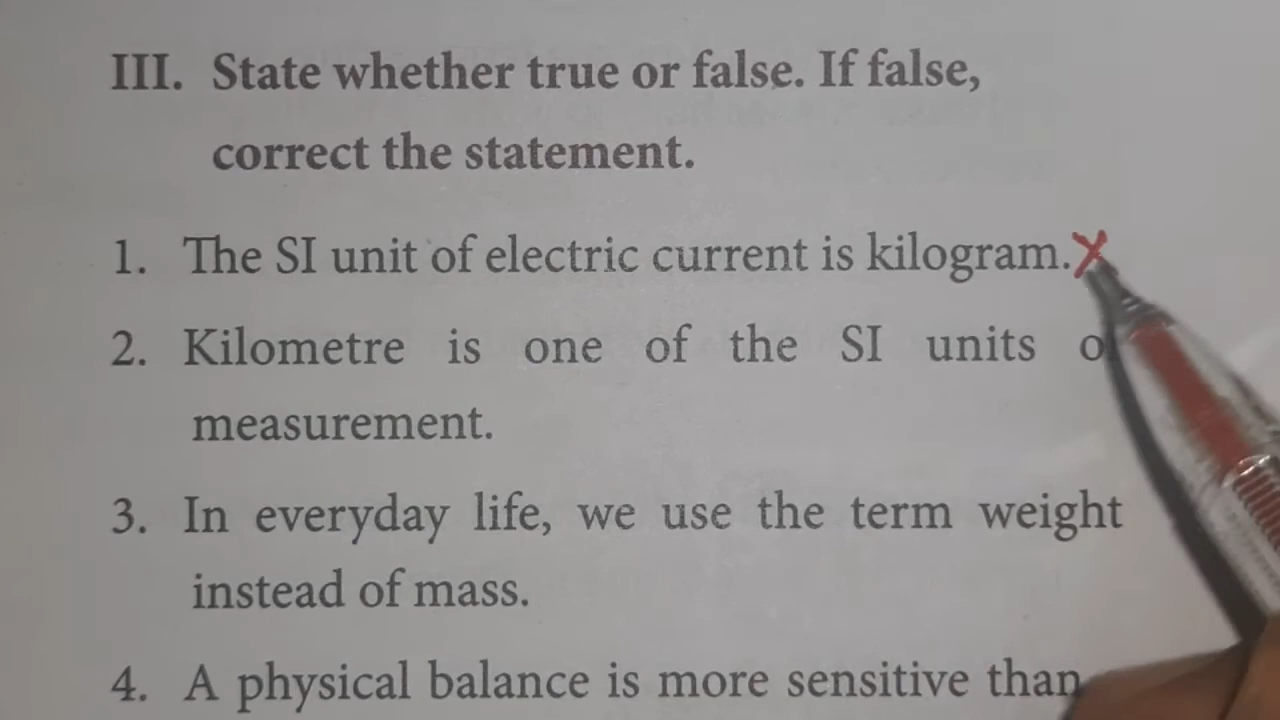 III. State whether true or false. If false,
correct the statement.
1. The SI unit of electric current is kilogram.X
2. Kilometre is one of the SI units
measurement.
3. In everyday life, we use the term weight
instead of mass.
4. A physical balance is more sensitive than